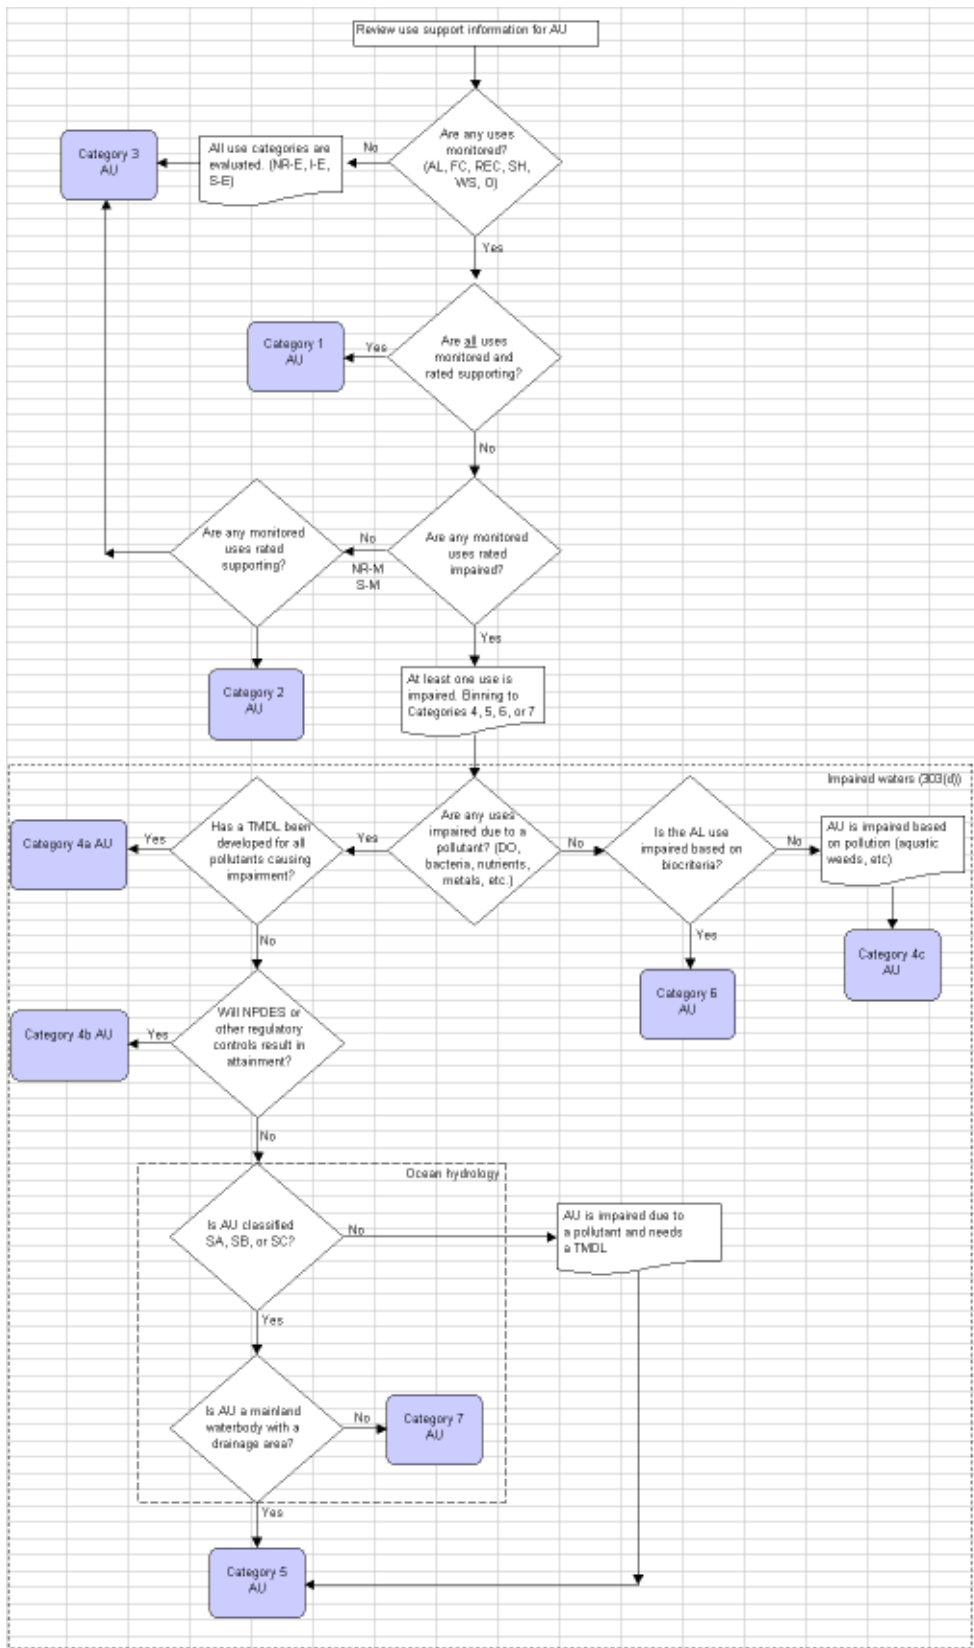 Review use support information for AU
Are any uses
monitored?
(AL, FC, REC, SH,
WS, O)
No
All use categories are
evaluated. (NR-E, I-E,
S-E)
Category 3
AU
Yes
Are all uses
monitored and
rated supporting?
Yes
Category 1
AU
No
Are any monitored
uses rated
impaired?
No
NR-M
S-M
Are any monitored
uses rated
supporting?
Category 2
AU
Yes
At least one use is
impaired. Binning to
Categories 4, 5, 6, or 7
Impaired waters (303(d))
Are any uses
impaired due to a
pollutant? (DO,
bacteria, nutrients,
metals, etc.)
Yes
Has a TMDL been
developed for all
pollutants causing
impairment?
Yes
Category 4a AU
No
Is the AL use
impaired based on
biocriteria?
No
AU is impaired based
on pollution (aquatic
weeds, etc)
Category 4c
AU
Yes
Category 6
AU
No
Will NPDES or
other regulatory
controls result in
attainment?
Yes
Category 4b AU
No
Ocean hydrology
Is AU classified
SA, SB, or SC?
No
AU is impaired due to
a pollutant and needs
a TMDL
Yes
Is AU a mainland
waterbody with a
drainage area?
No
Category 7
AU
Yes
Category 5
AU